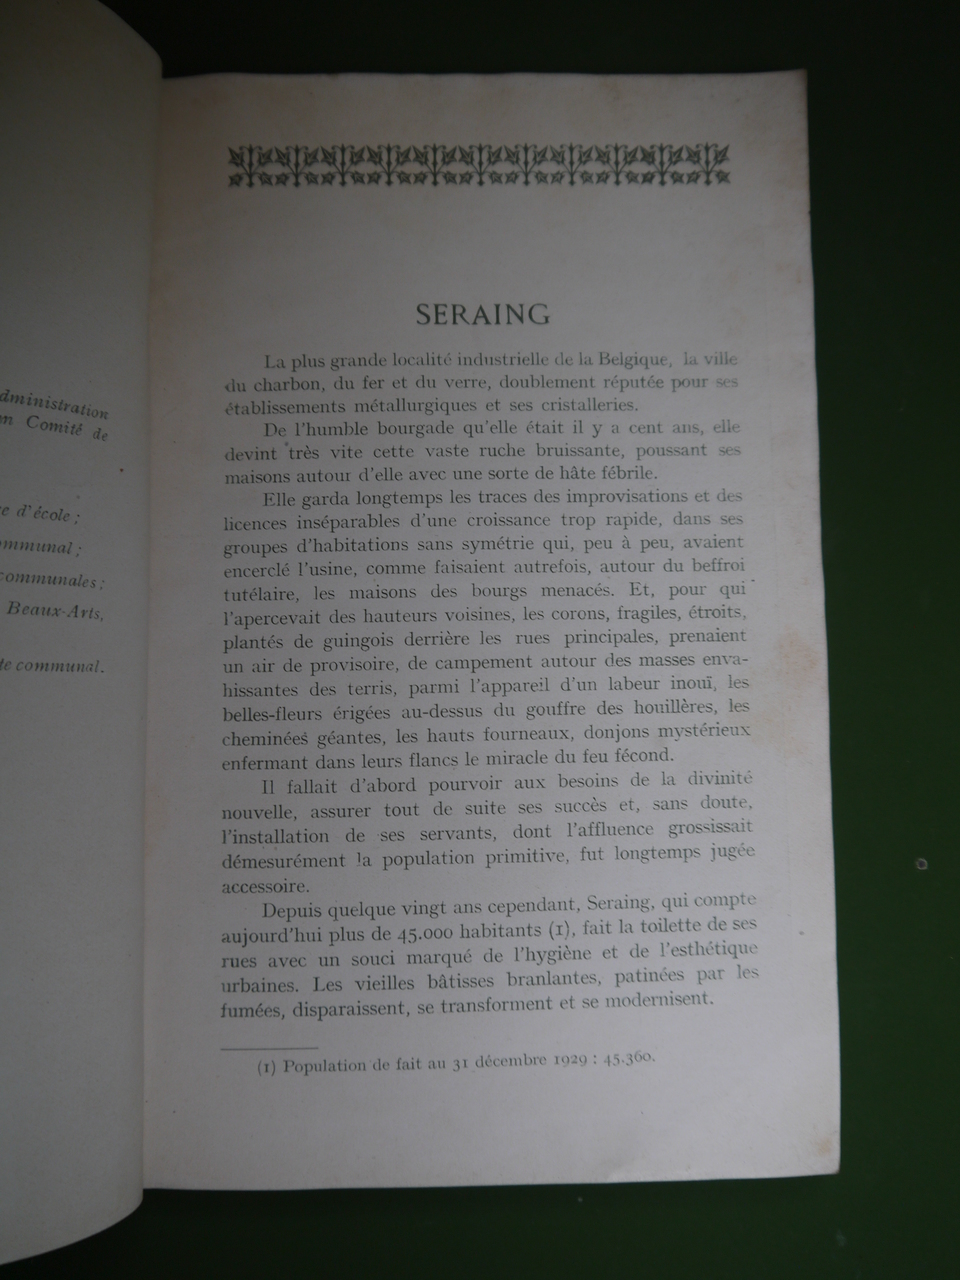 dministration
n Comité de
e d'école ;
mmunal ;
communales ;
Beaux-Arts,
te communal.
SERAING
La plus grande localité industrielle de la Belgique, la ville
du charbon, du fer et du verre, doublement réputée pour ses
établissements métallurgiques et ses cristalleries.
De l'humble bourgade qu'elle était il y a cent ans, elle
devint très vite cette vaste ruche bruissante, poussant ses
maisons autour d'elle avec une sorte de hâte fébrile.
Elle garda longtemps les traces des improvisations et des
licences inséparables d'une croissance trop rapide, dans ses
groupes d'habitations sans symétrie qui, peu à peu, avaient
encerclé l'usine, comme faisaient autrefois, autour du beffroi
tutélaire, les maisons des bourgs menacés. Et, pour qui
l'apercevait des hauteurs voisines, les corons, fragiles, étroits,
plantés de guingois derrière les rues principales, prenaient
un air de provisoire, de campement autour des masses enva-
hissantes des terris, parmi l'appareil d'un labeur inouï, les
belles-fleurs érigées au-dessus du gouffre des houillères, les
cheminées géantes, les hauts fourneaux, donjons mystérieux
enfermant dans leurs flancs le miracle du feu fécond.
Il fallait d'abord pourvoir aux besoins de la divinité
nouvelle, assurer tout de suite ses succès et, sans doute,
l'installation de ses servants, dont l'affluence grossissait
démesurément la population primitive, fut longtemps jugée
accessoire.
Depuis quelque vingt ans cependant, Seraing, qui compte
aujourd'hui plus de 45.000 habitants (1), fait la toilette de ses
rues avec un souci marqué de l'hygiène et de l'esthétique
urbaines. Les vieilles bâtisses branlantes, patinées par les
fumées, disparaissent, se transforment et se modernisent.
(1) Population de fait au 31 décembre 1929 : 45.360.